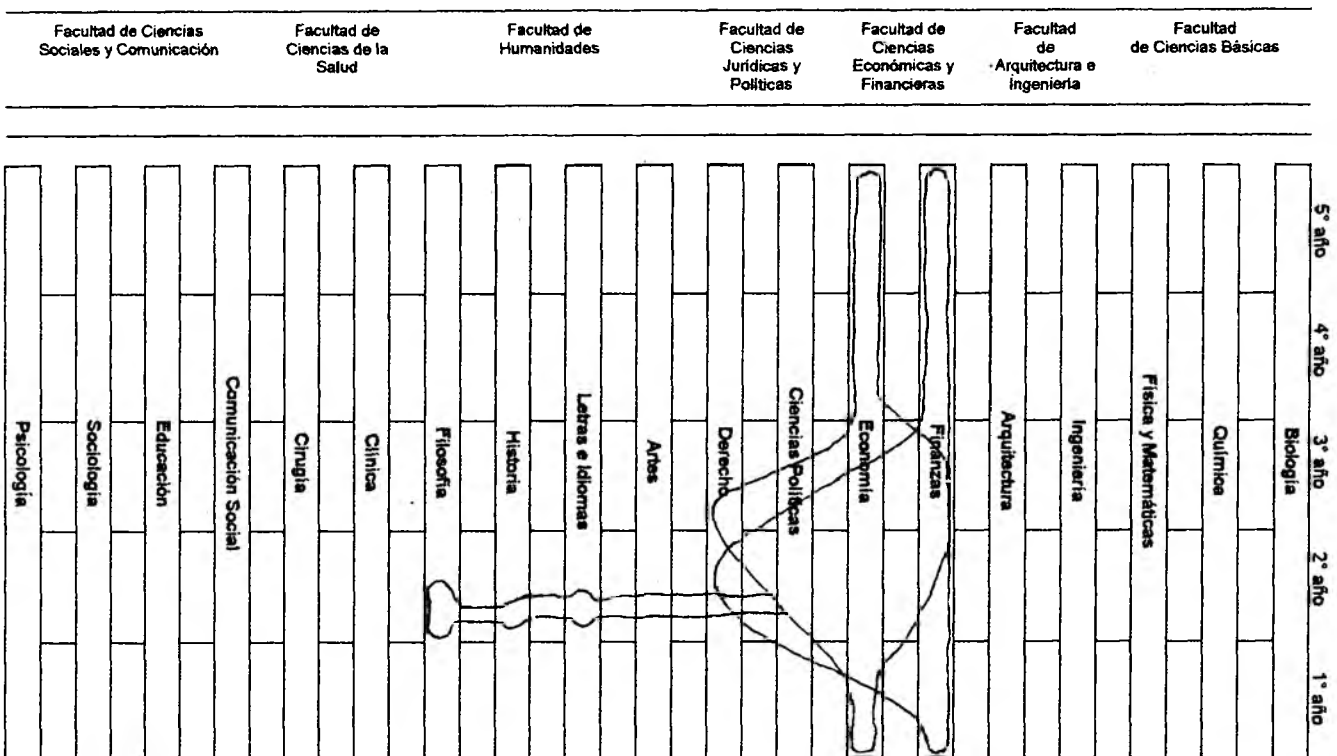 Facultad de Ciencias
Sociales y Comunicación
Facultad de
Ciencias de la
Salud
Facultad de
Humanidades
Facultad de
Ciencias
Jurídicas y
Políticas
Facultad de
Ciencias
Económicas y
Financieras
Facultad
de
Arquitectura e
Ingeniería
Facultad
de Ciencias Básicas
5° año
4° año
3° año
2° año
1° año
Psicología
Sociología
Educación
Comunicación Social
Cirugía
Clínica
Filosofía
Historia
Letras e Idiomas
Artes
Derecho
Ciencias Políticas
Economía
Finanzas
Arquitectura
Ingeniería
Física y Matemáticas
Química
Biología